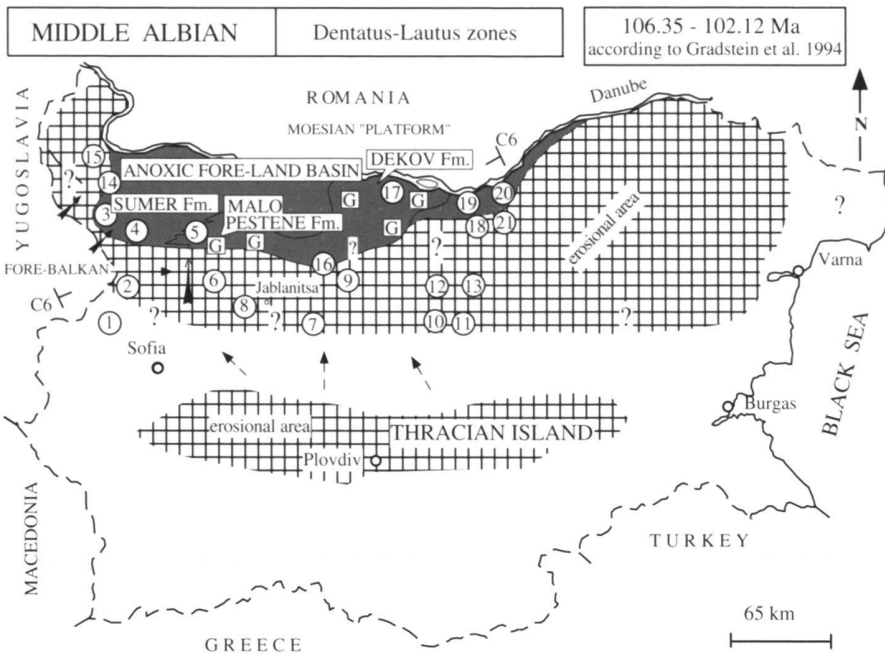 MIDDLE ALBIAN
Dentatus-Lautus zones
106.35 - 102.12 Ma
according to Gradstein et al. 1994
YUGOSLAVIA
ROMANIA
MOESIAN "PLATFORM"
Danube
N
C6
DEKOV Fm.
15
?
14
ANOXIC FORE-LAND BASIN
17
G
G
19
20
3
SUMER Fm.
MALO
PESTENE Fm.
4
5
G
G
G
18
21
?
erosional area
?
?
16
FORE-BALKAN
2
6
Jablanitsa
9
12
13
Varna
C6
8
1
?
?
7
10
11
?
Sofia
BLACK SEA
Burgas
erosional area
THRACIAN ISLAND
Plovdiv
MACEDONIA
TURKEY
65 km
GREECE